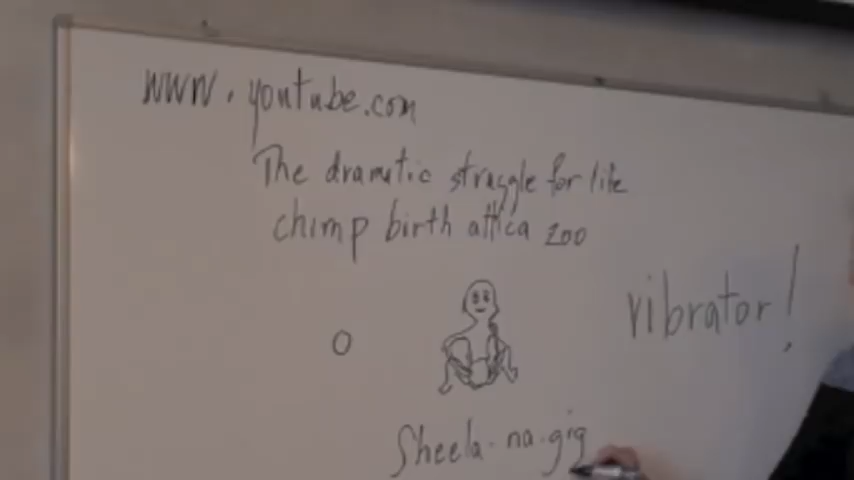 www.youtube.com
The dramatic struggle for life
chimp birth attica zoo
vibrator!
Sheela-na-gig